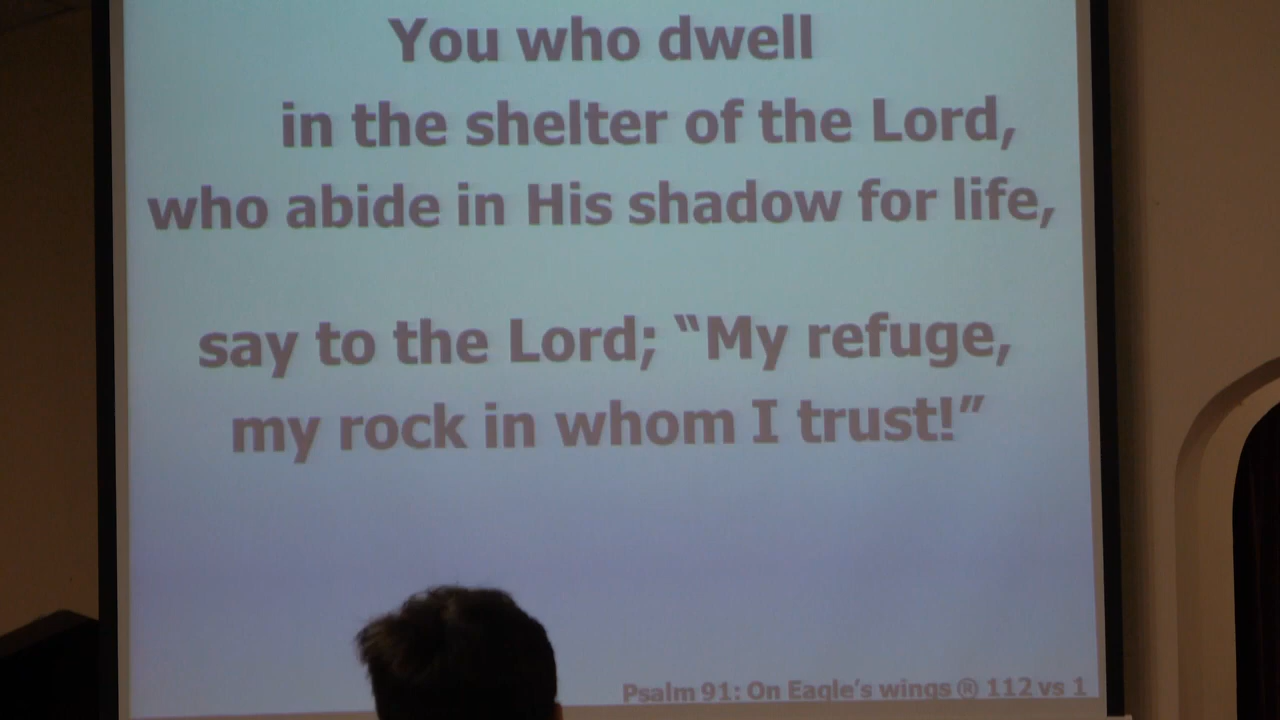 You who dwell
in the shelter of the Lord,
who abide in His shadow for life,
say to the Lord; “My refuge,
my rock in whom I trust!”
Psalm 91: On Eagle’s wings ® 112 vs 1